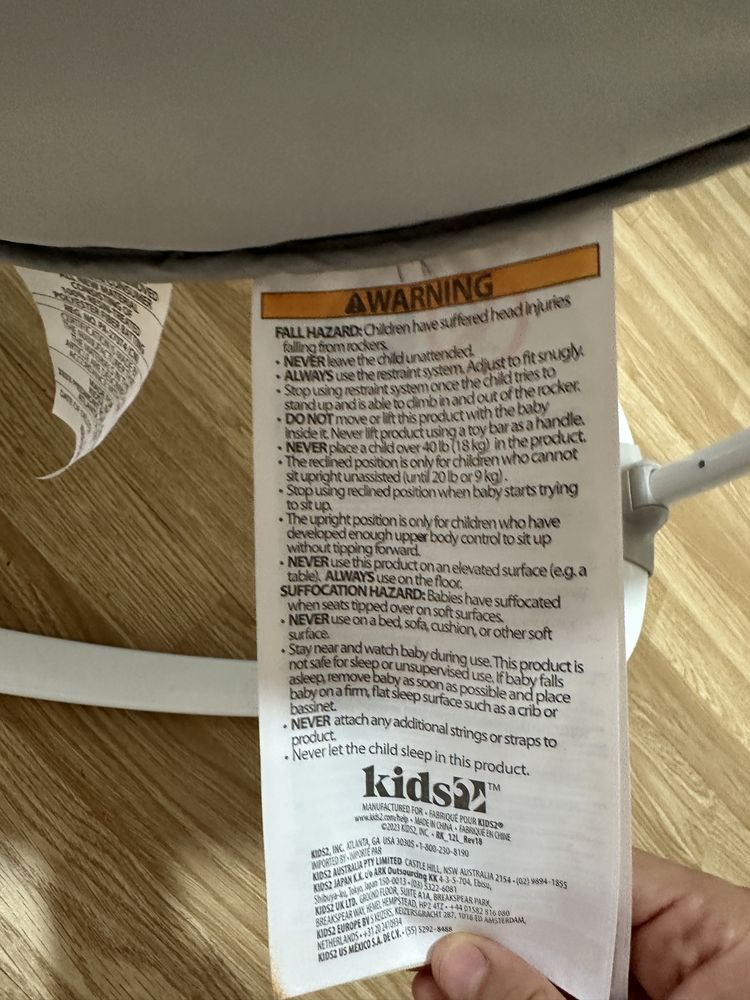 WARNING
FALL HAZARD: Children have suffered head injuries
falling from rockers.
• NEVER leave the child unattended.
• ALWAYS use the restraint system. Adjust to fit snugly.
• Stop using restraint system once the child tries to
stand up and is able to climb in and out of the rocker.
• DO NOT move or lift this product with the baby
inside it. Never lift product using a toy bar as a handle.
• NEVER place a child over 40 lb (18 kg) in the product.
• The reclined position is only for children who cannot
sit upright unassisted (until 20 lb or 9 kg).
• Stop using reclined position when baby starts trying
to sit up.
• The upright position is only for children who have
developed enough upper body control to sit up
without tipping forward.
• NEVER use this product on an elevated surface (e.g. a
table). ALWAYS use on the floor.
SUFFOCATION HAZARD: Babies have suffocated
when seats tipped over on soft surfaces.
• NEVER use on a bed, sofa, cushion, or other soft
surface.
• Stay near and watch baby during use. This product is
not safe for sleep or unsupervised use. If baby falls
asleep, remove baby as soon as possible and place
baby on a firm, flat sleep surface such as a crib or
bassinet.
• NEVER attach any additional strings or straps to
product.
• Never let the child sleep in this product.
kids2™
MANUFACTURED FOR • FABRIQUÉ POUR KIDS2®
www.kids2.com/help • MADE IN CHINA • FABRIQUÉ EN CHINE
©2023 KIDS2, INC. • RK_12L_Rev18
KIDS2, INC. ATLANTA, GA USA 30305 • 1-800-230-8190
IMPORTED BY • IMPORTÉ PAR
KIDS2 AUSTRALIA PTY LIMITED CASTLE HILL, NSW AUSTRALIA 2154 • (02) 9894-1855
KIDS2 JAPAN K.K. c/o ARK Outsourcing KK 4-3-5-704, Ebisu,
Shibuya-ku, Tokyo, Japan 150-0013 • (03) 5322-6081
KIDS2 UK LTD. GROUND FLOOR, SUITE A1A, BREAKSPEAR PARK,
BREAKSPEAR WAY, HEMEL HEMPSTEAD, HP2 4TZ • +44 01582 816 080
KIDS2 EUROPE BV KEIZERSGRACHT 287, 1016 ED AMSTERDAM,
NETHERLANDS • +31 20 2410934
KIDS2 US MÉXICO S.A. DE C.V. • (55) 5292-8488